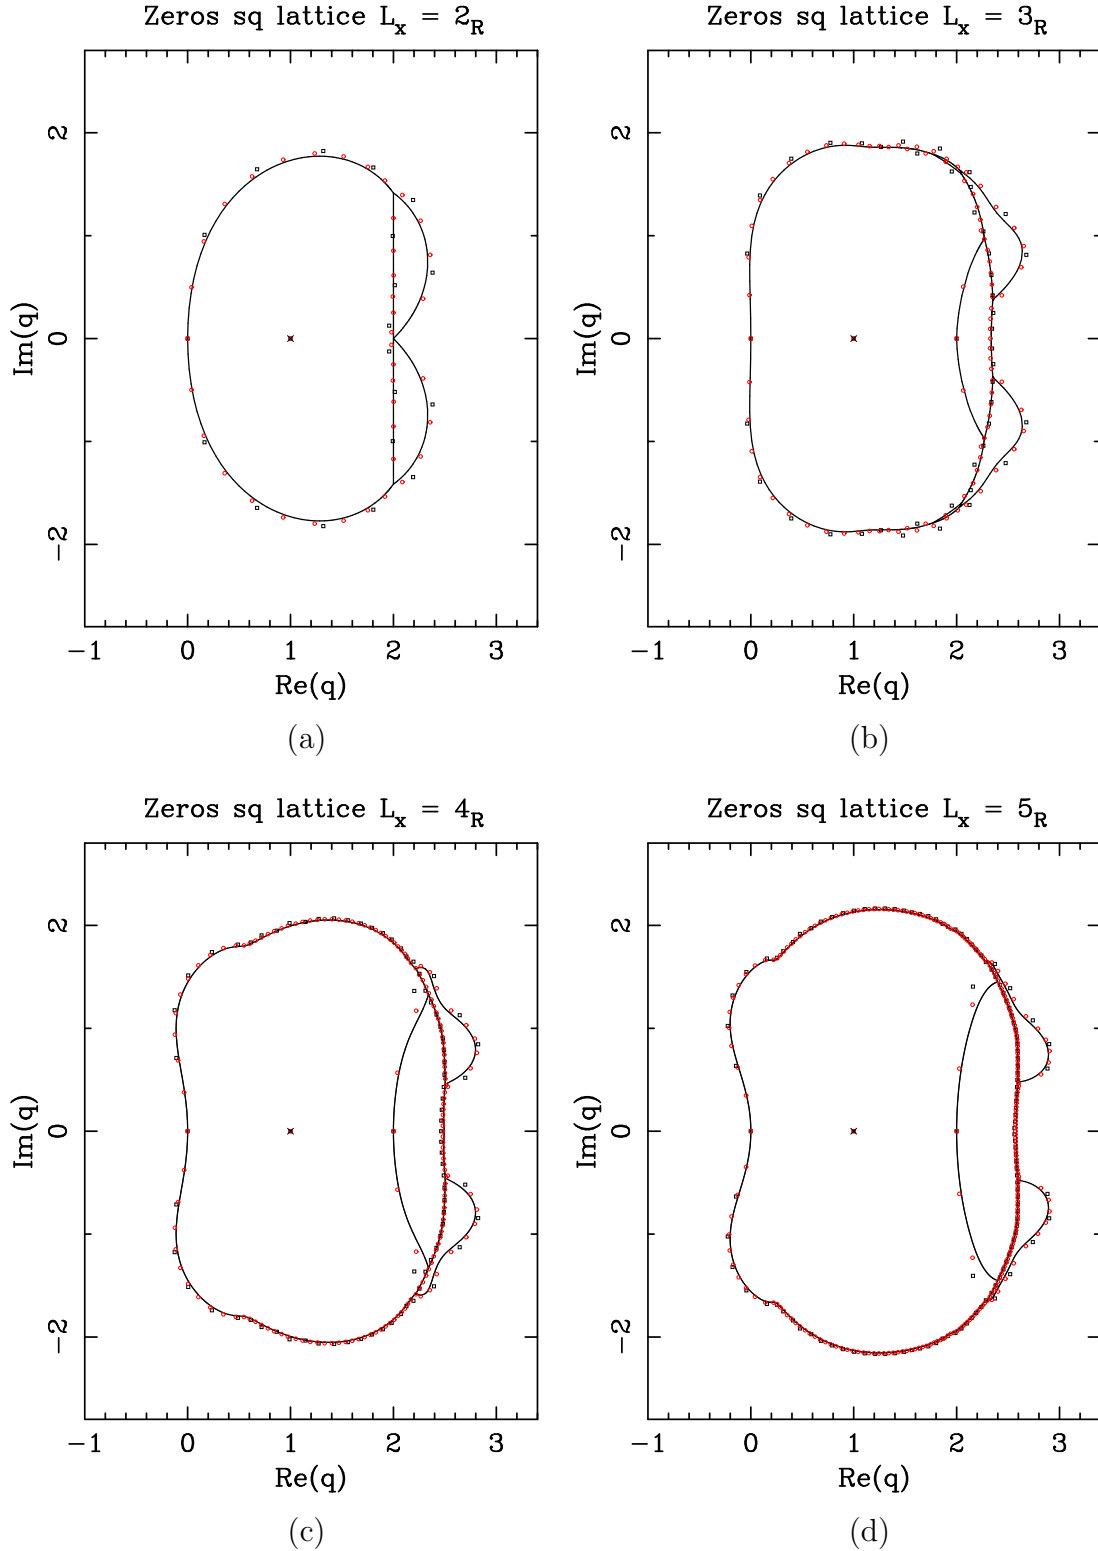 Zeros sq lattice L_x = 2_R
2
0
−2
Im(q)
−1 0 1 2 3
Re(q)
(a)
Zeros sq lattice L_x = 3_R
2
0
−2
Im(q)
−1 0 1 2 3
Re(q)
(b)
Zeros sq lattice L_x = 4_R
2
0
−2
Im(q)
−1 0 1 2 3
Re(q)
(c)
Zeros sq lattice L_x = 5_R
2
0
−2
Im(q)
−1 0 1 2 3
Re(q)
(d)